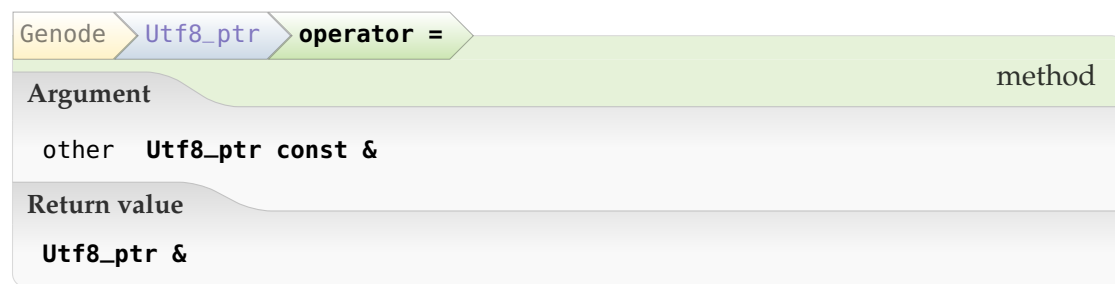 Genode Utf8_ptr operator =
method
Argument
other Utf8_ptr const &
Return value
Utf8_ptr &